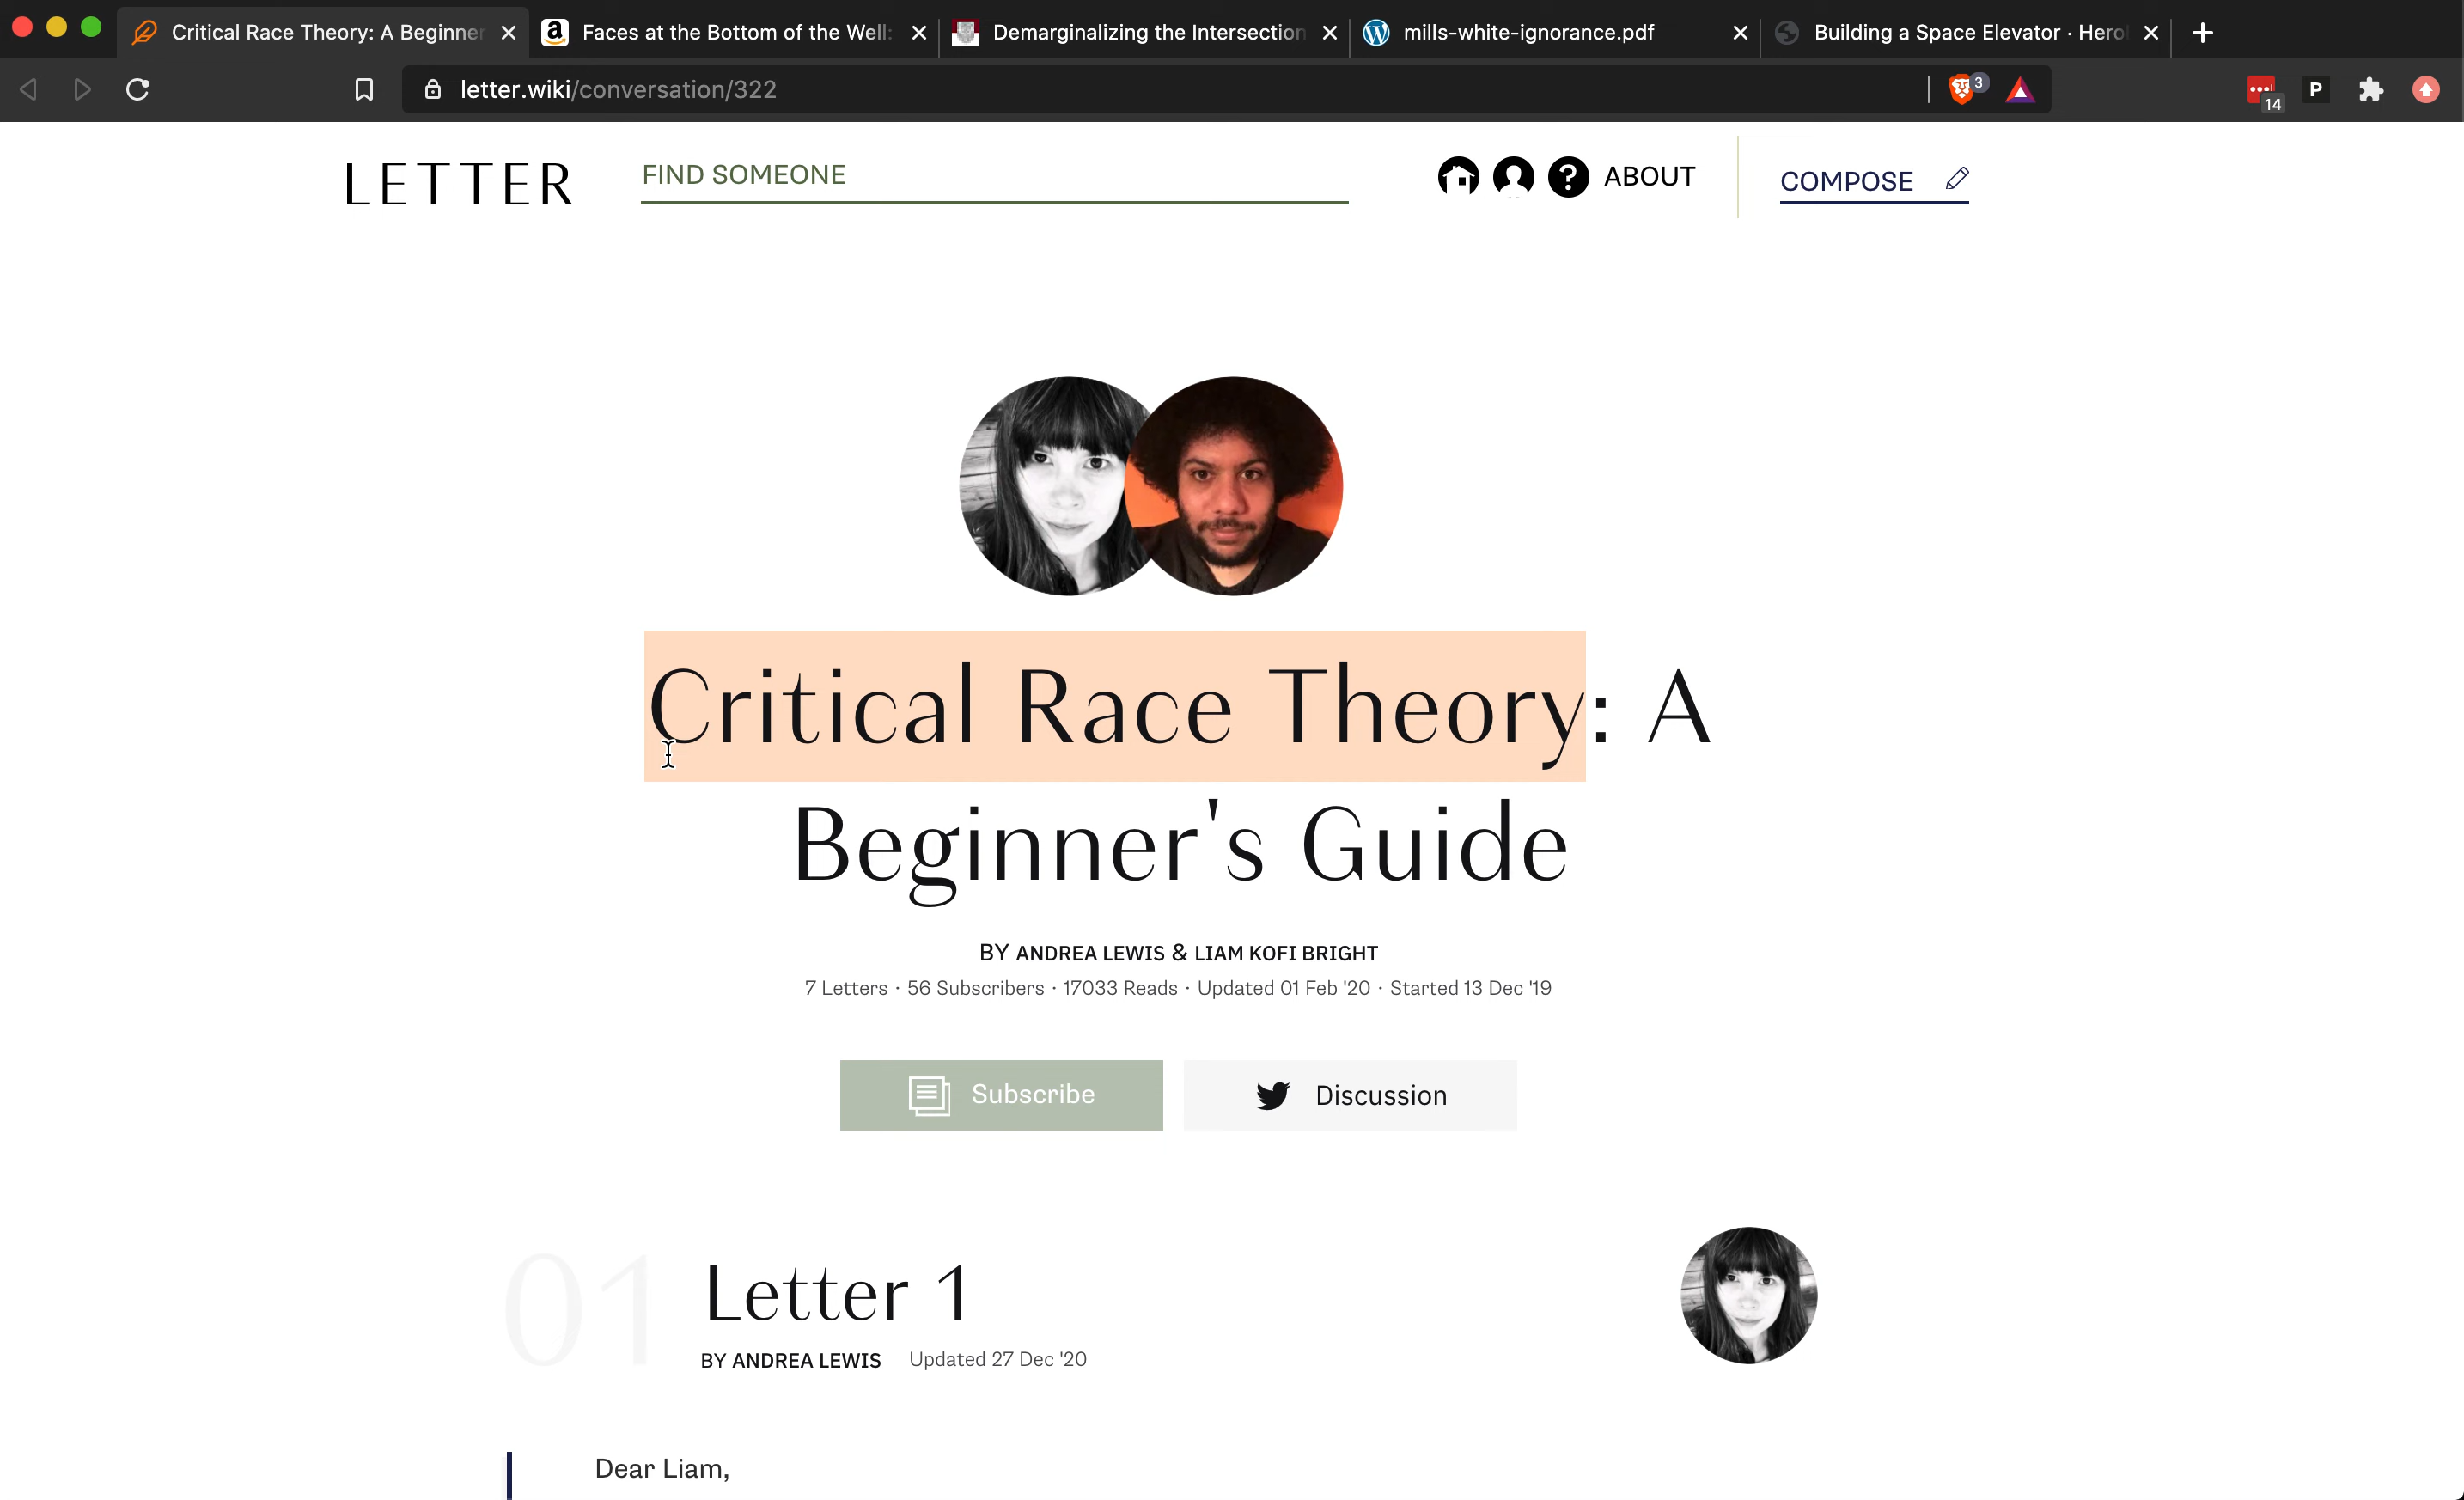 Critical Race Theory: A Beginner
Faces at the Bottom of the Well:
Demarginalizing the Intersection
mills-white-ignorance.pdf
Building a Space Elevator · Hero
letter.wiki/conversation/322
3
14
P
LETTER
FIND SOMEONE
?
ABOUT
COMPOSE
Critical Race Theory: A
Beginner's Guide
BY ANDREA LEWIS & LIAM KOFI BRIGHT
7 Letters · 56 Subscribers · 17033 Reads · Updated 01 Feb '20 · Started 13 Dec '19
Subscribe
Discussion
01
Letter 1
BY ANDREA LEWIS Updated 27 Dec '20
Dear Liam,